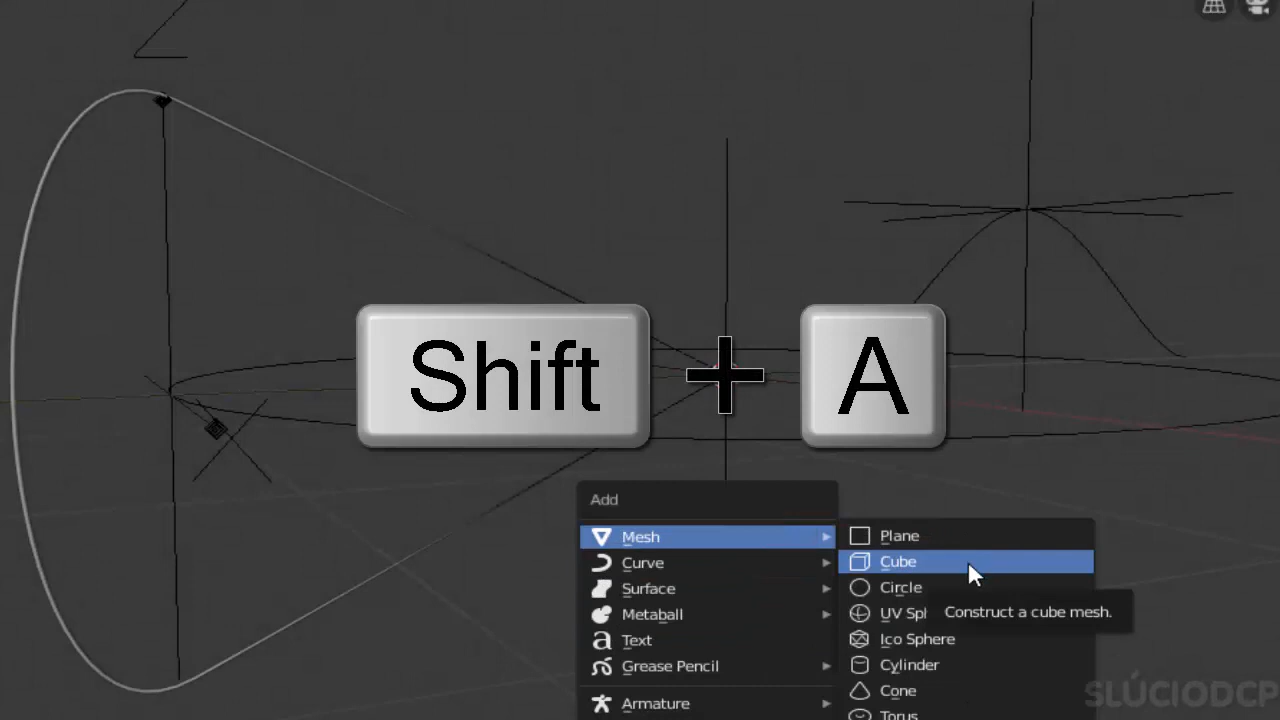 Shift + A
Add
Mesh
Curve
Surface
Metaball
Text
Grease Pencil
Armature
Plane
Cube
Circle
UV Sp
Construct a cube mesh.
Ico Sphere
Cylinder
Cone
Torus
SLÚCIODCP